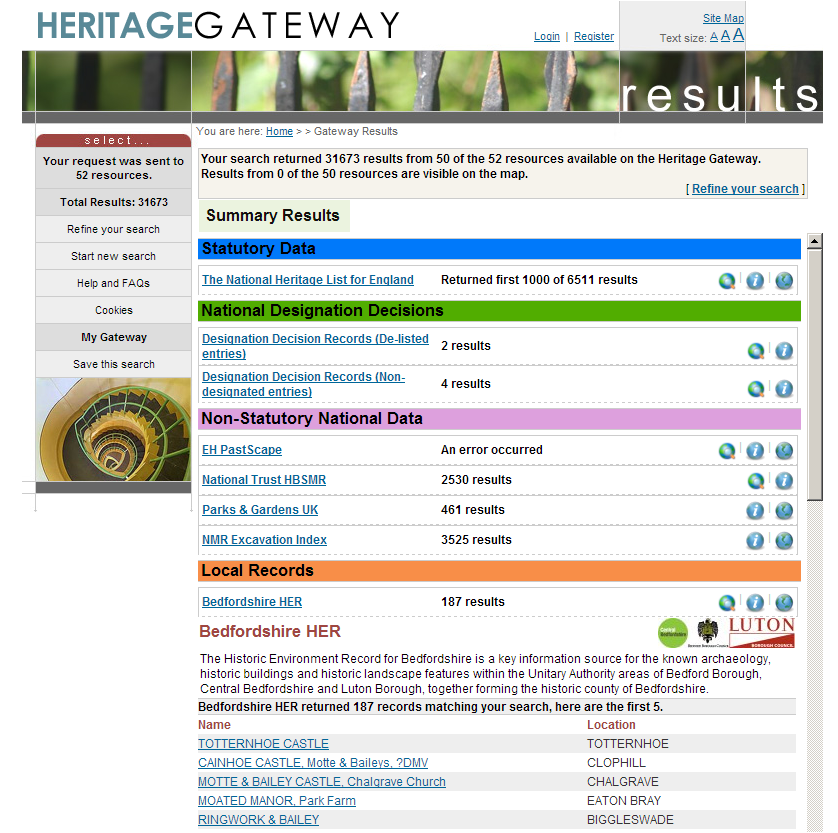 HERITAGEGATEWAY
Login | Register
Site Map
Text size: A A A
results
You are here: Home > > Gateway Results
select...
Your request was sent to
52 resources.
Total Results: 31673
Refine your search
Start new search
Help and FAQs
Cookies
My Gateway
Save this search
Your search returned 31673 results from 50 of the 52 resources available on the Heritage Gateway.
Results from 0 of the 50 resources are visible on the map.
[ Refine your search ]
Summary Results
Statutory Data
The National Heritage List for England Returned first 1000 of 6511 results
National Designation Decisions
Designation Decision Records (De-listed
entries) 2 results
Designation Decision Records (Non-
designated entries) 4 results
Non-Statutory National Data
EH PastScape An error occurred
National Trust HBSMR 2530 results
Parks & Gardens UK 461 results
NMR Excavation Index 3525 results
Local Records
Bedfordshire HER 187 results
Bedfordshire HER
Central
Bedfordshire
LUTON
BOROUGH COUNCIL
The Historic Environment Record for Bedfordshire is a key information source for the known archaeology,
historic buildings and historic landscape features within the Unitary Authority areas of Bedford Borough,
Central Bedfordshire and Luton Borough, together forming the historic county of Bedfordshire.
Bedfordshire HER returned 187 records matching your search, here are the first 5.
Name Location
TOTTERNHOE CASTLE TOTTERNHOE
CAINHOE CASTLE, Motte & Baileys, ?DMV CLOPHILL
MOTTE & BAILEY CASTLE, Chalgrave Church CHALGRAVE
MOATED MANOR, Park Farm EATON BRAY
RINGWORK & BAILEY BIGGLESWADE